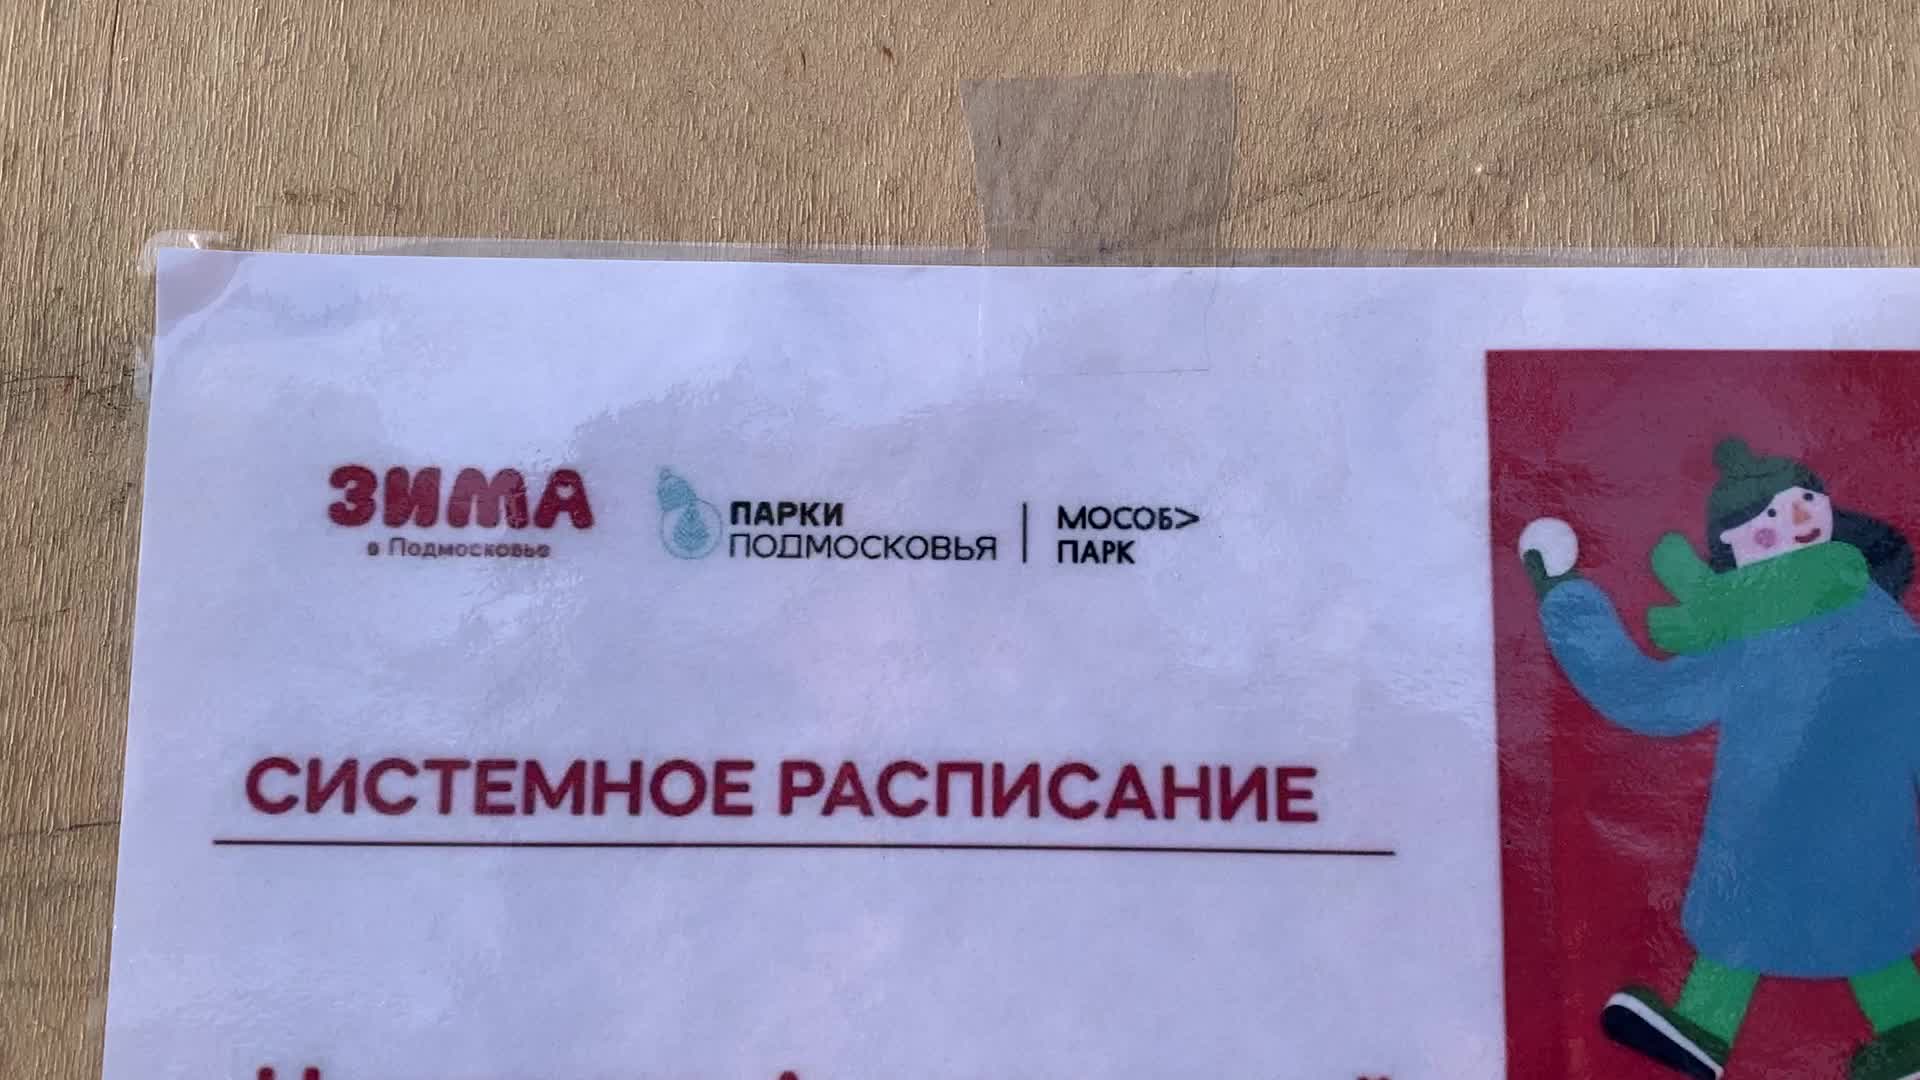 ЗИМА
в Подмосковье
ПАРКИ
ПОДМОСКОВЬЯ
МОСОБ>
ПАРК
СИСТЕМНОЕ РАСПИСАНИЕ